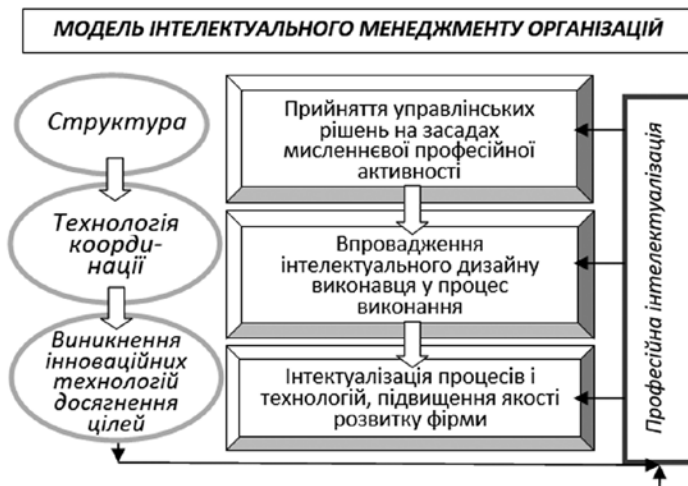 МОДЕЛЬ ІНТЕЛЕКТУАЛЬНОГО МЕНЕДЖМЕНТУ ОРГАНІЗАЦІЙ
Структура
Технологія
коорди-
нації
Виникнення
інноваційних
технологій
досягнення
цілей
Прийняття управлінських
рішень на засадах
мисленнєвої професійної
активності
Впровадження
інтелектуального дизайну
виконавця у процес
виконання
Інтектуалізація процесів і
технологій, підвищення якості
розвитку фірми
Професійна інтелектуалізація